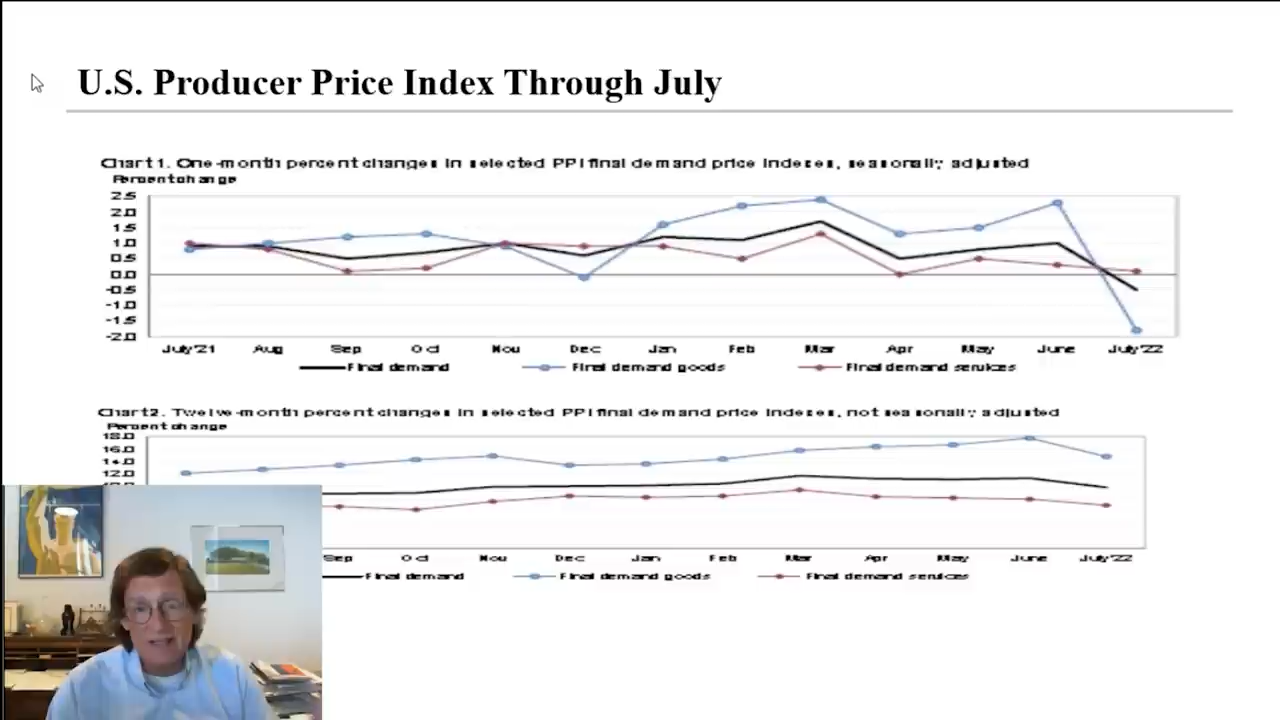 U.S. Producer Price Index Through July
Chart 1. One-month percent changes in selected PPI final demand price indexes, seasonally adjusted
Percent change
2.5
2.0
1.5
1.0
0.5
0.0
-0.5
-1.0
-1.5
-2.0
July'21 Aug Sep Oct Nov Dec Jan Feb Mar Apr May June July'22
Final demand Final demand goods Final demand services
Chart 2. Twelve-month percent changes in selected PPI final demand price indexes, not seasonally adjusted
Percent change
18.0
16.0
14.0
12.0
Sep Oct Nov Dec Jan Feb Mar Apr May June July'22
Final demand Final demand goods Final demand services